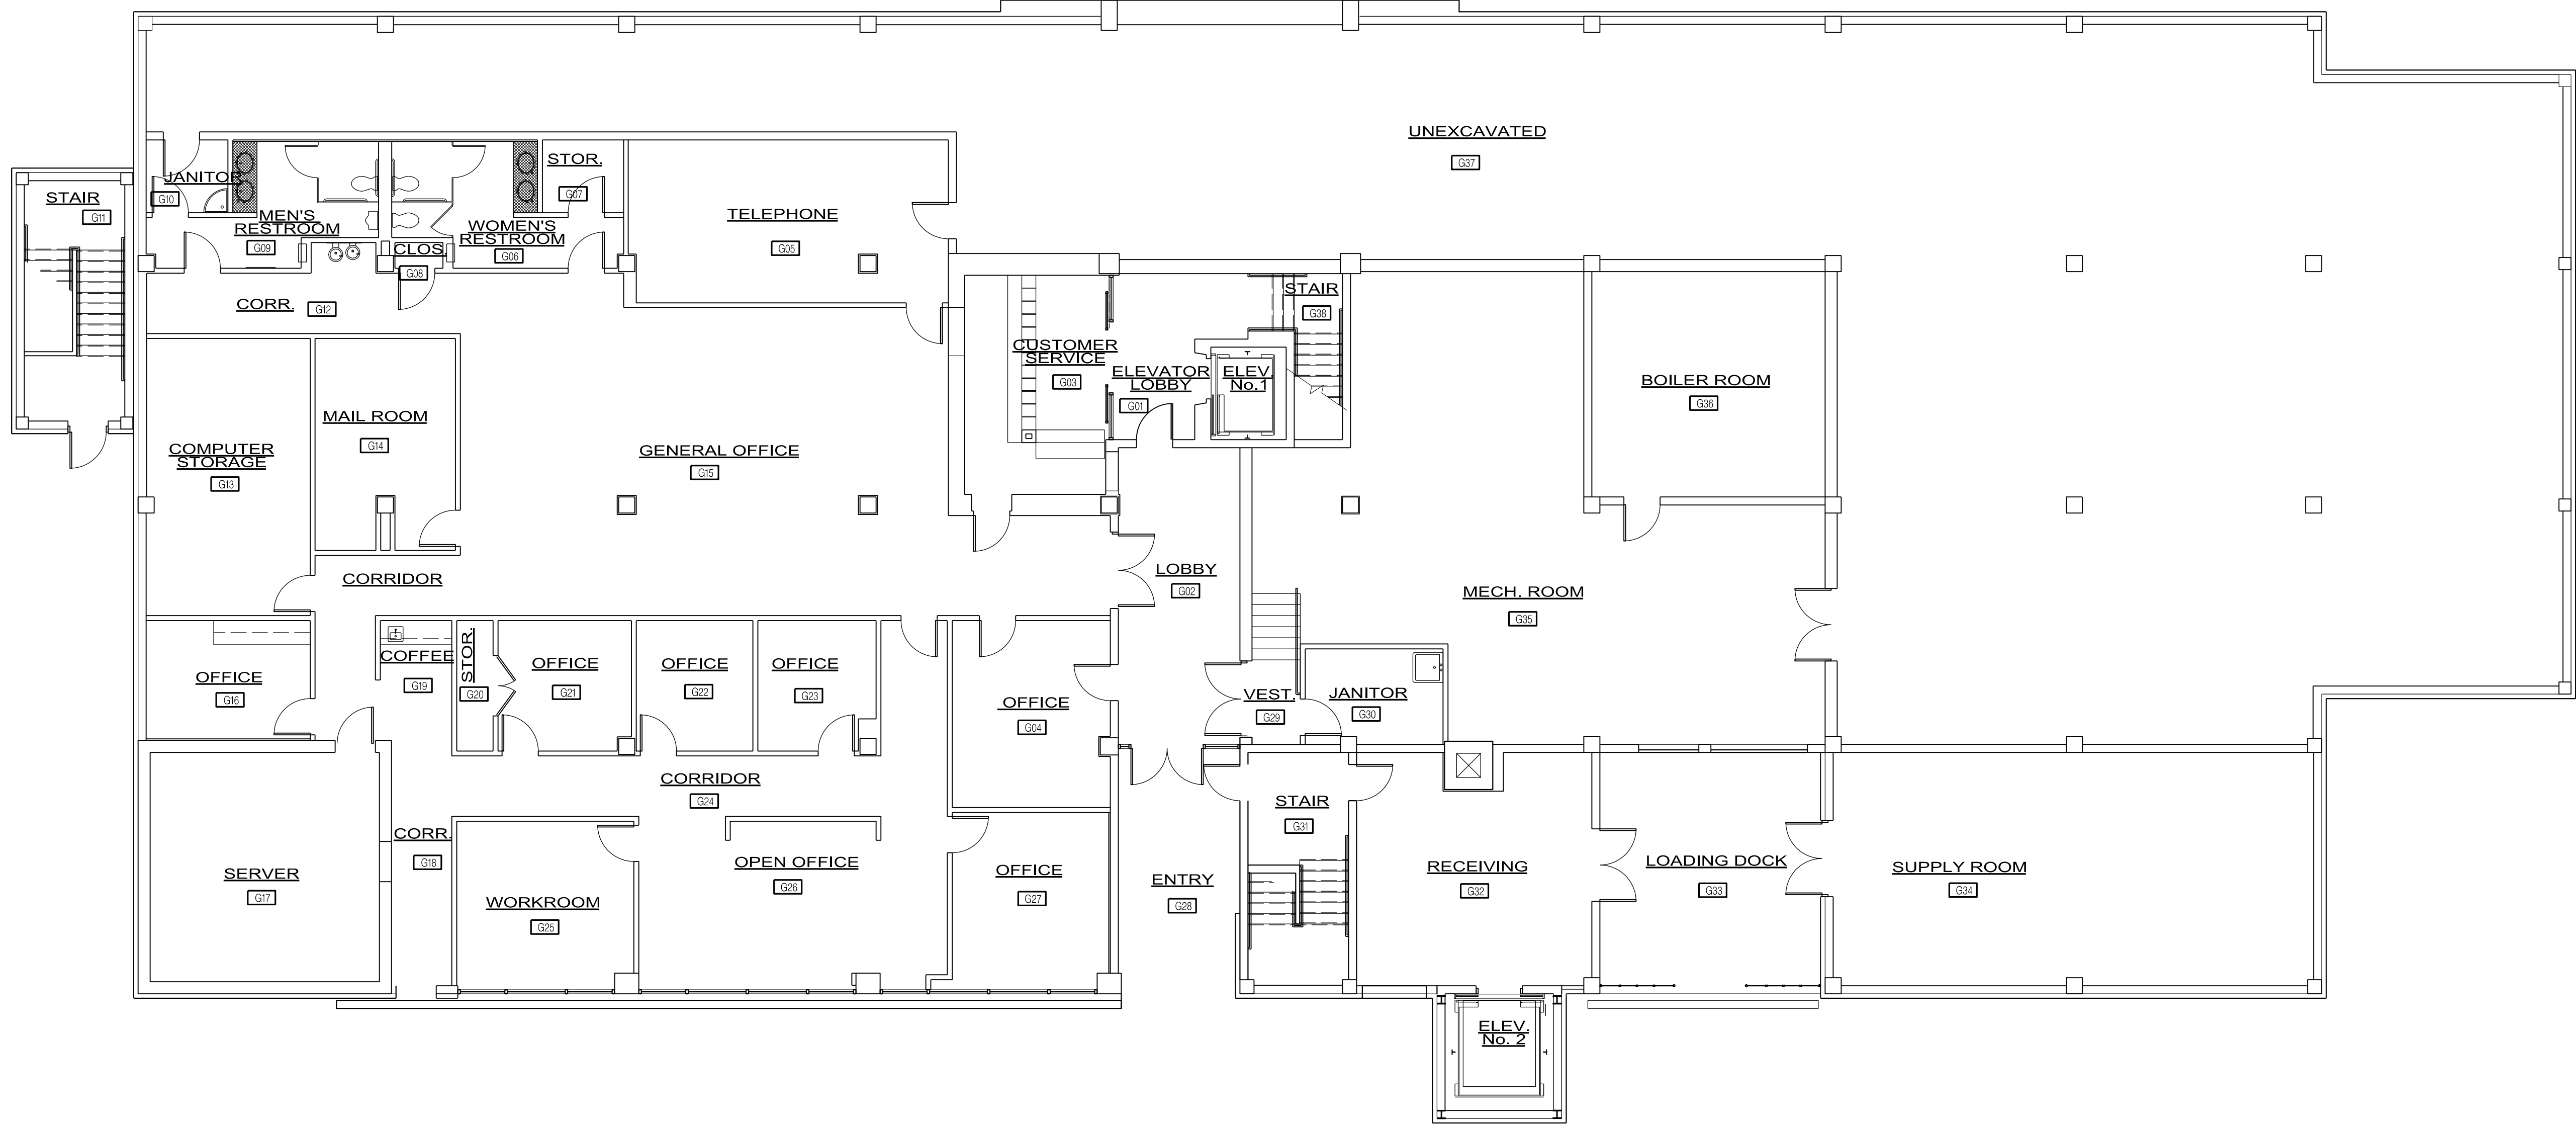 UNEXCAVATED
G37
STOR.
G07
JANITOR
G10
STAIR
G11
MEN'S
RESTROOM
G09
WOMEN'S
RESTROOM
G06
CLOS.
G08
TELEPHONE
G05
CORR.
G12
STAIR
G38
CUSTOMER
SERVICE
G03
ELEVATOR
LOBBY
G01
ELEV.
No.1
BOILER ROOM
G36
MAIL ROOM
G14
COMPUTER
STORAGE
G13
GENERAL OFFICE
G15
CORRIDOR
LOBBY
G02
MECH. ROOM
G35
OFFICE
G16
COFFEE
G19
STOR.
G20
OFFICE
G21
OFFICE
G22
OFFICE
G23
OFFICE
G04
VEST.
G29
JANITOR
G30
CORRIDOR
G24
STAIR
G31
CORR.
G18
SERVER
G17
WORKROOM
G25
OPEN OFFICE
G26
OFFICE
G27
ENTRY
G28
RECEIVING
G32
LOADING DOCK
G33
SUPPLY ROOM
G34
ELEV.
No. 2